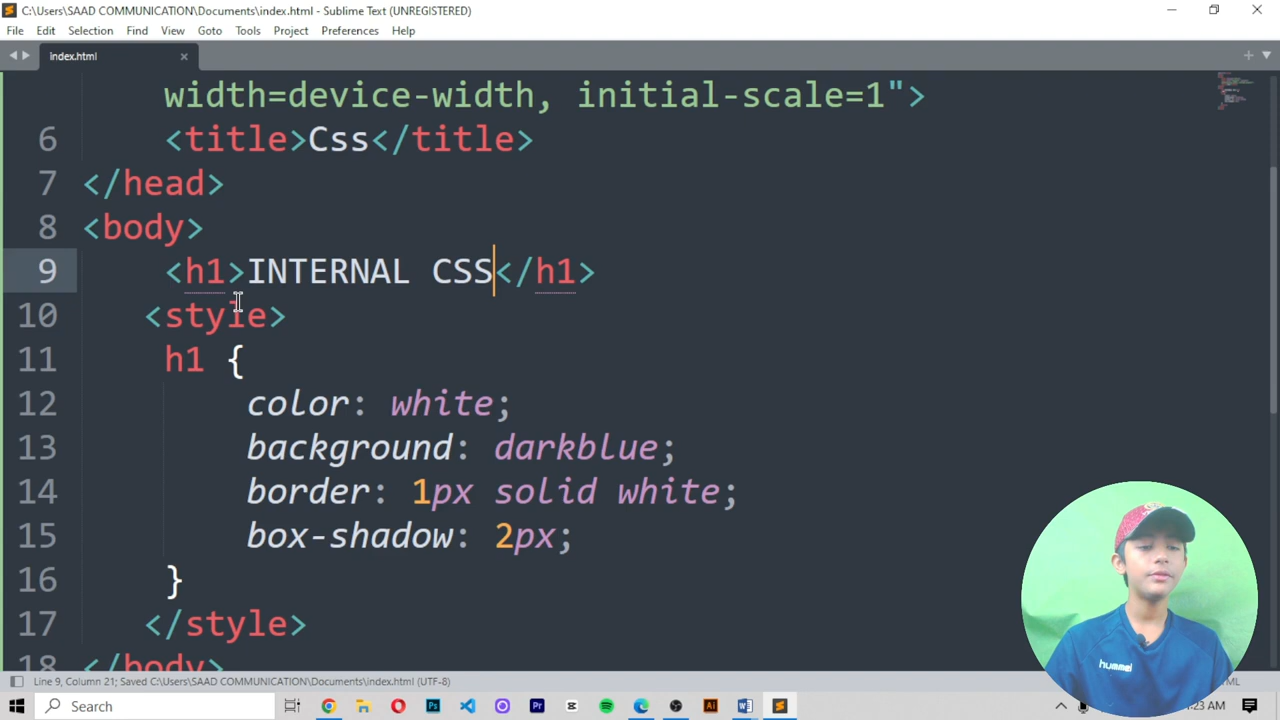 C:\Users\SAAD COMMUNICATION\Documents\index.html - Sublime Text (UNREGISTERED)
File Edit Selection Find View Goto Tools Project Preferences Help
index.html
width=device-width, initial-scale=1">
6 <title>Css</title>
7 </head>
8 <body>
9 <h1>INTERNAL CSS</h1>
10 <style>
11 h1 {
12 color: white;
13 background: darkblue;
14 border: 1px solid white;
15 box-shadow: 2px;
16 }
17 </style>
18 </body>
hummel
Line 9, Column 21; Saved C:\Users\SAAD COMMUNICATION\Documents\index.html (UTF-8)
Search
:23 AM